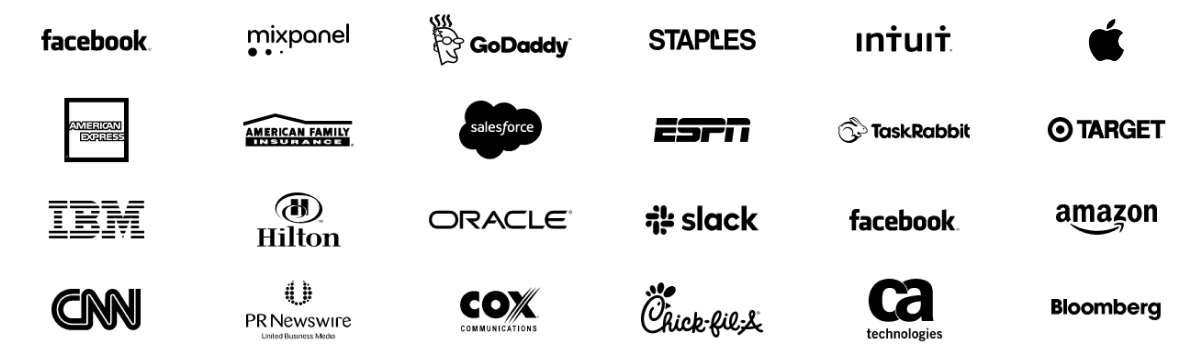 facebook.
mixpanel
GoDaddy™
STAPLES
intuit.
AMERICAN
EXPRESS
AMERICAN FAMILY
INSURANCE®
salesforce
ESPN
TaskRabbit
TARGET
IBM
H
Hilton
ORACLE®
slack
facebook.
amazon
CNN
PR Newswire
United Business Media
COX
COMMUNICATIONS
Chick-fil-A®
ca
technologies
Bloomberg